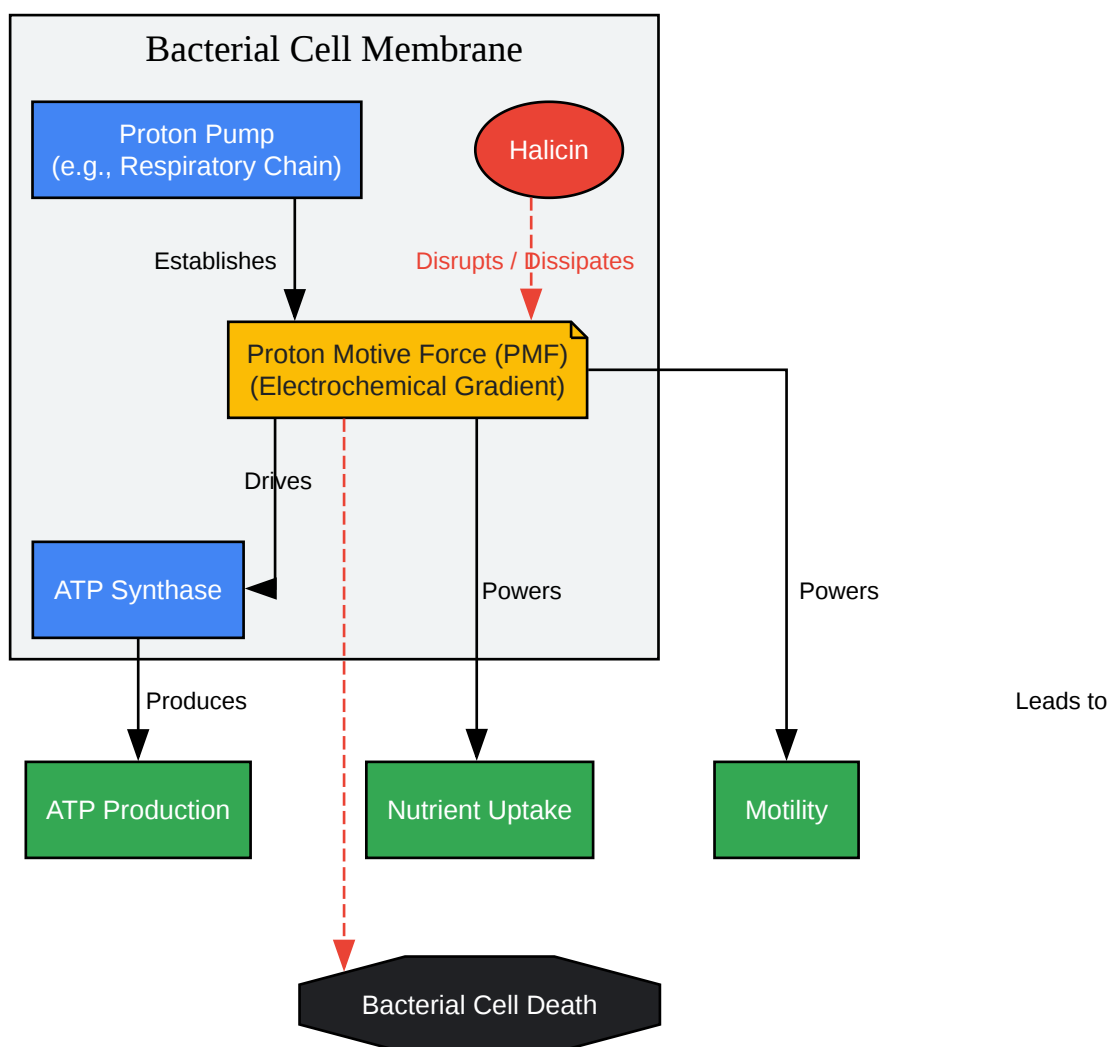 Bacterial Cell Membrane
Proton Pump
(e.g., Respiratory Chain)
Halicin
Establishes
Disrupts / Dissipates
Proton Motive Force (PMF)
(Electrochemical Gradient)
Drives
ATP Synthase
Powers
Powers
Produces
Leads to
ATP Production
Nutrient Uptake
Motility
Bacterial Cell Death